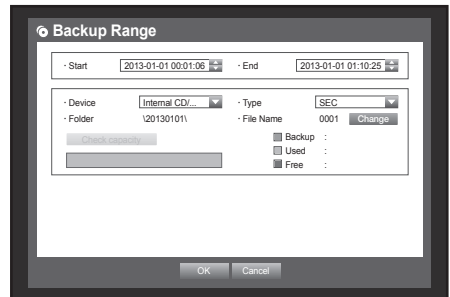 Backup Range
· Start 2013-01-01 00:01:06 · End 2013-01-01 01:10:25
· Device Internal CD/... · Type SEC
· Folder \20130101\ · File Name 0001 Change
Check capacity Backup :
Used :
Free :
OK Cancel